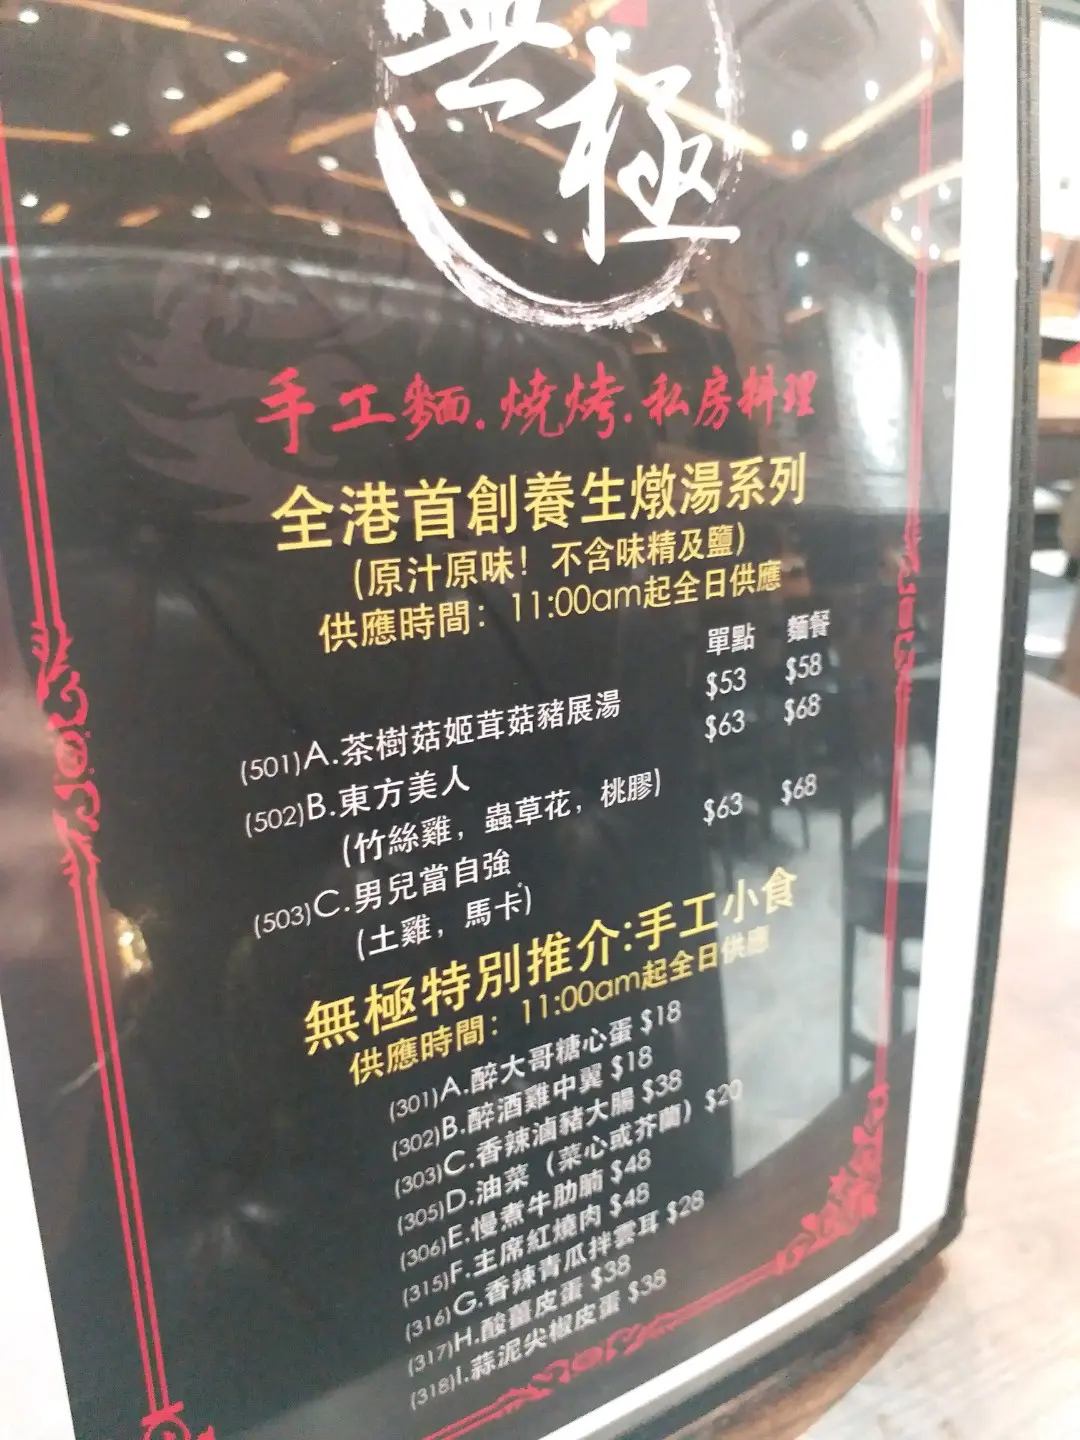 無極
手工麵.燒烤.私房料理
全港首創養生燉湯系列
(原汁原味！不含味精及鹽)
供應時間：11:00am起全日供應
單點 麵餐
(501)A.茶樹菇姬茸菇豬展湯 $53 $58
(502)B.東方美人 $63 $68
(竹絲雞，蟲草花，桃膠)
(503)C.男兒當自強 $63 $68
(土雞，馬卡)
無極特別推介:手工小食
供應時間：11:00am起全日供應
(301)A.醉大哥糖心蛋 $18
(302)B.醉酒雞中翼 $18
(303)C.香辣滷豬大腸 $38
(305)D.油菜（菜心或芥蘭）$20
(306)E.慢煮牛肋腩 $48
(315)F.主席紅燒肉 $48
(316)G.香辣青瓜拌雲耳 $28
(317)H.酸薑皮蛋 $38
(318)I.蒜泥尖椒皮蛋 $38